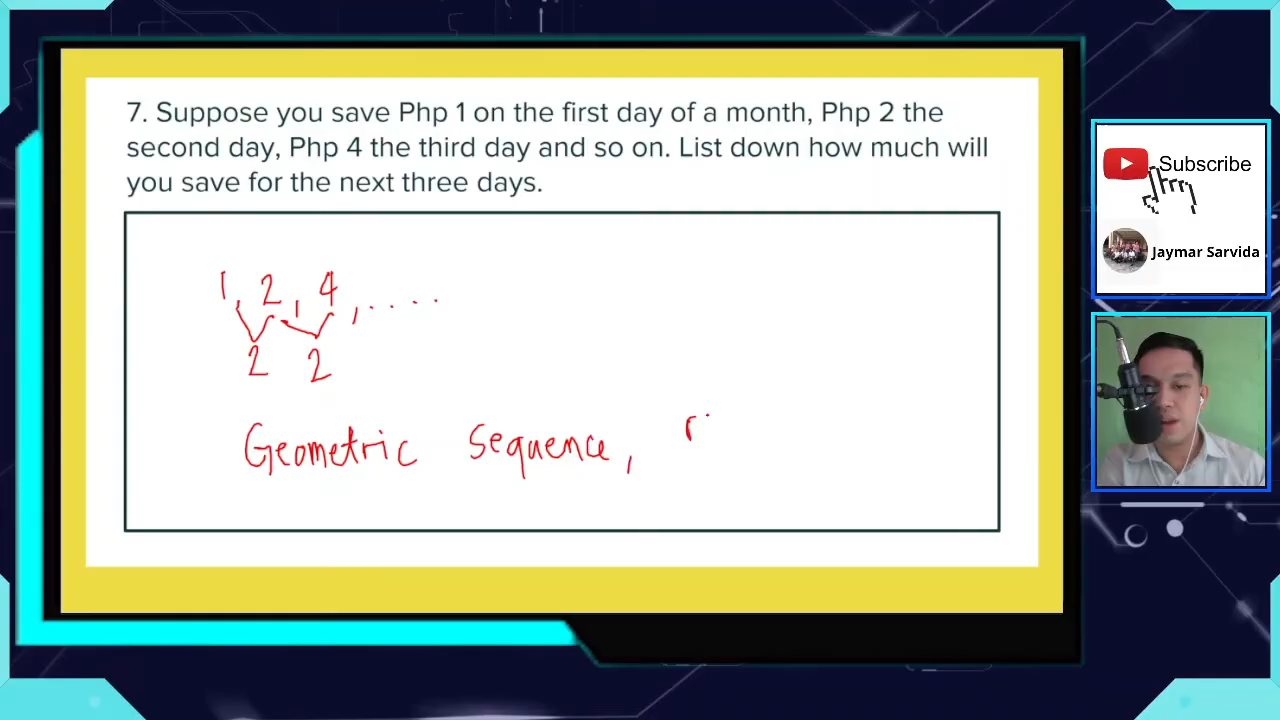 7. Suppose you save Php 1 on the first day of a month, Php 2 the
second day, Php 4 the third day and so on. List down how much will
you save for the next three days.
1, 2, 4, ....
2 2
Geometric Sequence, r
Subscribe
Jaymar Sarvida